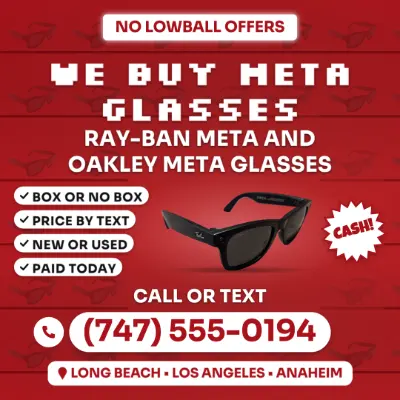 NO LOWBALL OFFERS
WE BUY META
GLASSES
RAY-BAN META AND
OAKLEY META GLASSES
✓ BOX OR NO BOX
✓ PRICE BY TEXT
✓ NEW OR USED
✓ PAID TODAY
CASH!
CALL OR TEXT
(747) 555-0194
LONG BEACH • LOS ANGELES • ANAHEIM